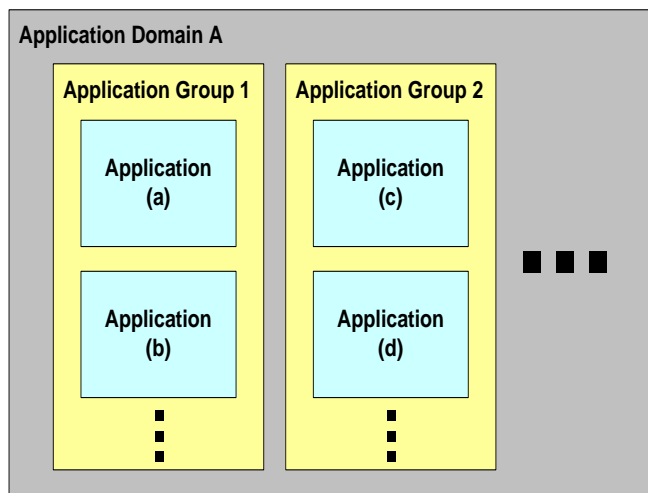 Application Domain A
Application Group 1
Application
(a)
Application
(b)
Application Group 2
Application
(c)
Application
(d)